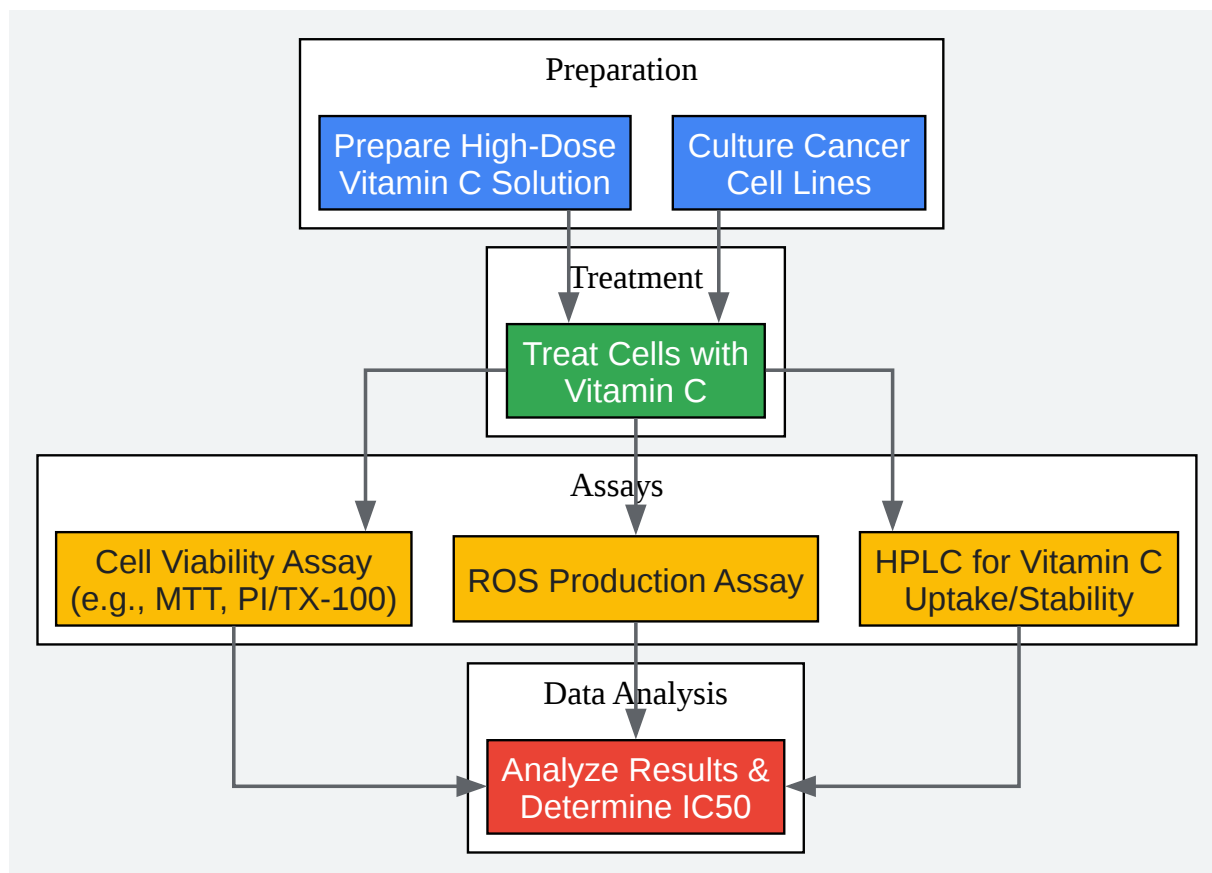 Preparation
Prepare High-Dose
Vitamin C Solution
Culture Cancer
Cell Lines
Treatment
Treat Cells with
Vitamin C
Assays
Cell Viability Assay
(e.g., MTT, PI/TX-100)
ROS Production Assay
HPLC for Vitamin C
Uptake/Stability
Data Analysis
Analyze Results &
Determine IC50